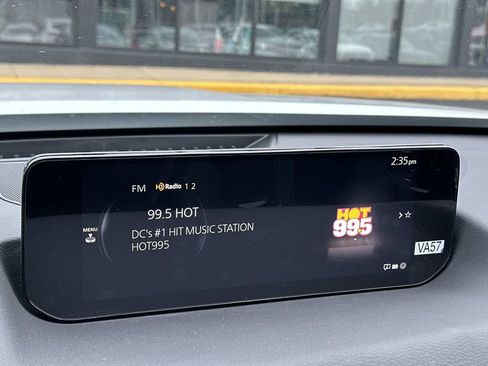 2:35pm
FM HD Radio 1 2
99.5 HOT
MENU
DC's #1 HIT MUSIC STATION
HOT995
HOT
995
VA57